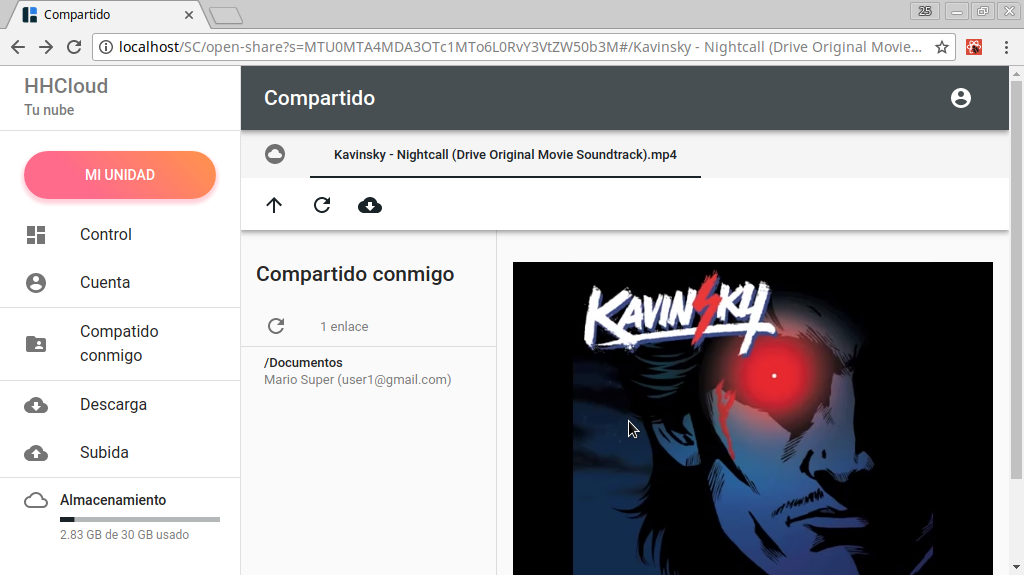 Compartido
25
localhost/SC/open-share?s=MTU0MTA4MDA3OTc1MTo6L0RvY3VtZW50b3M#/Kavinsky - Nightcall (Drive Original Movie...
HHCloud
Tu nube
Compartido
MI UNIDAD
Kavinsky - Nightcall (Drive Original Movie Soundtrack).mp4
Control
Cuenta
Compatido
conmigo
Descarga
Subida
Almacenamiento
2.83 GB de 30 GB usado
Compartido conmigo
1 enlace
/Documentos
Mario Super (user1@gmail.com)
KAVINSKY